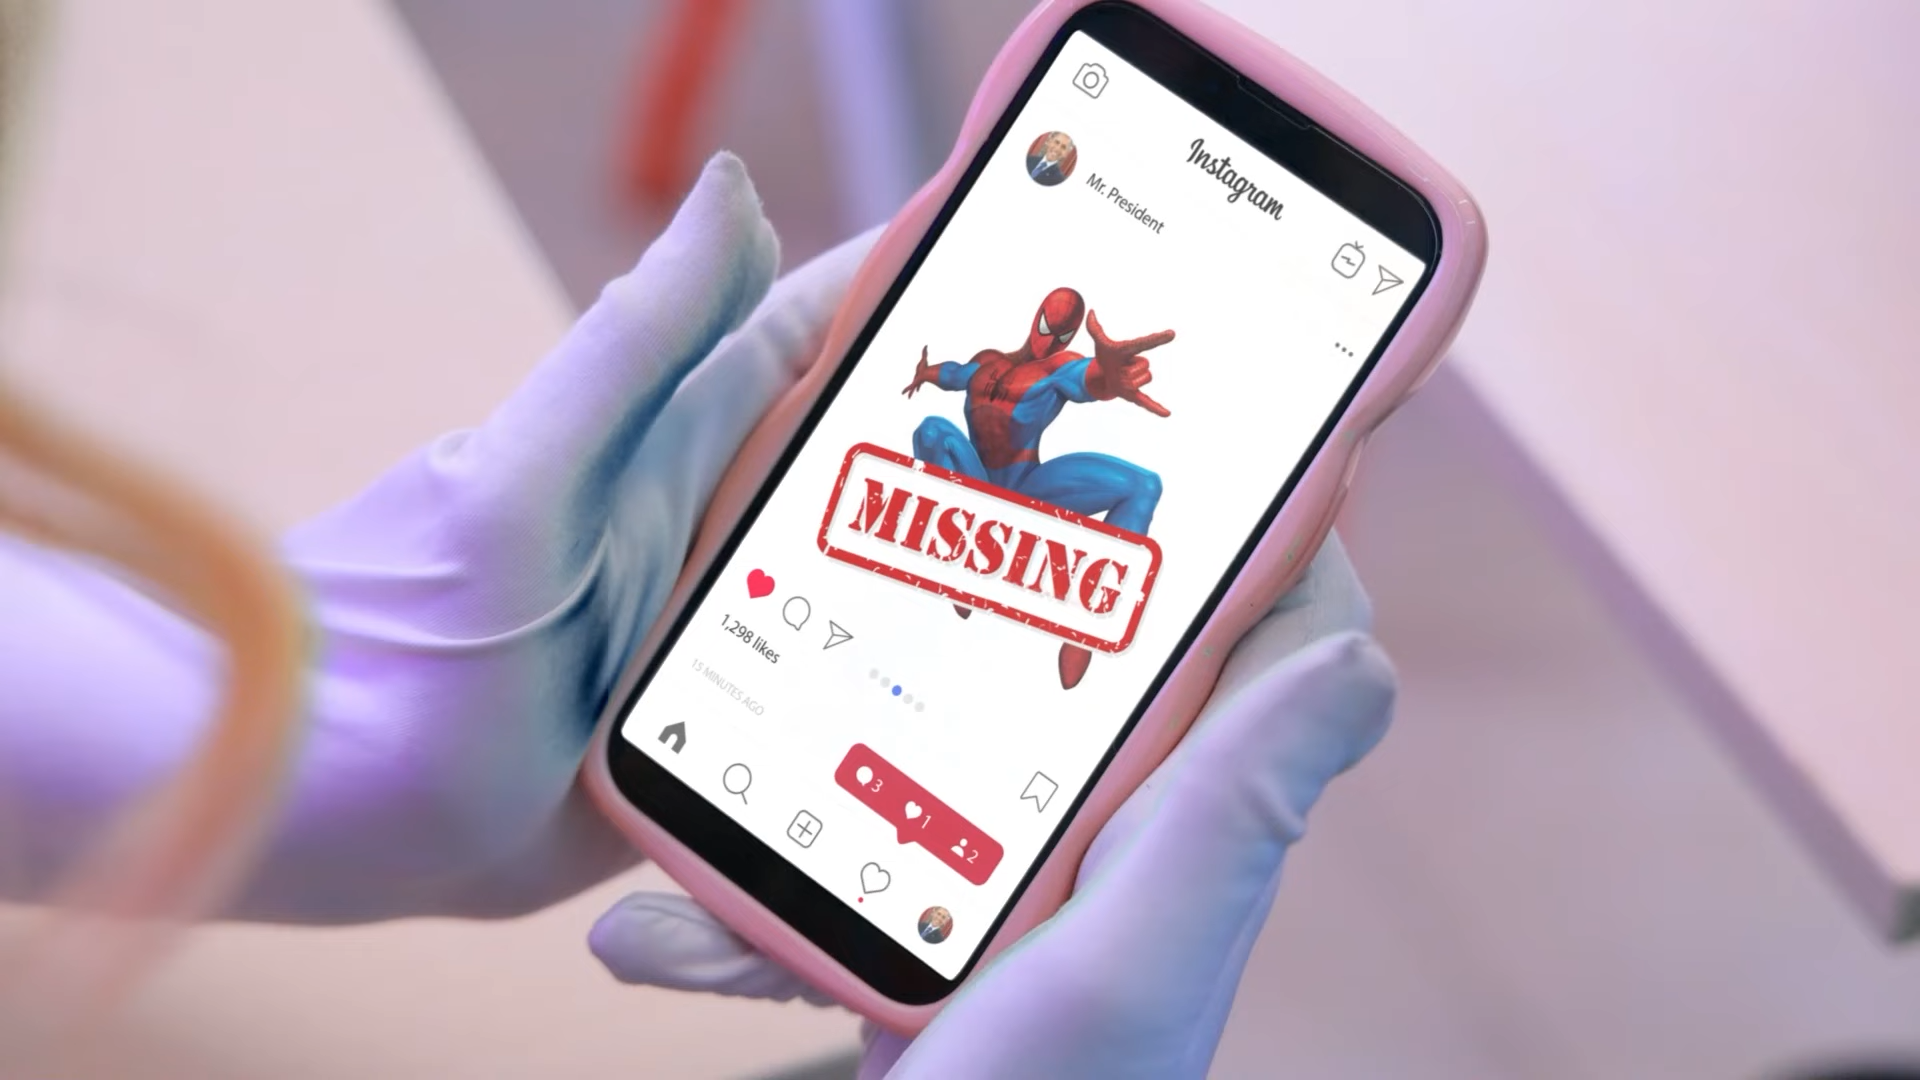 Instagram
Mr. President
MISSING
1,298 likes
15 MINUTES AGO
3 1 2